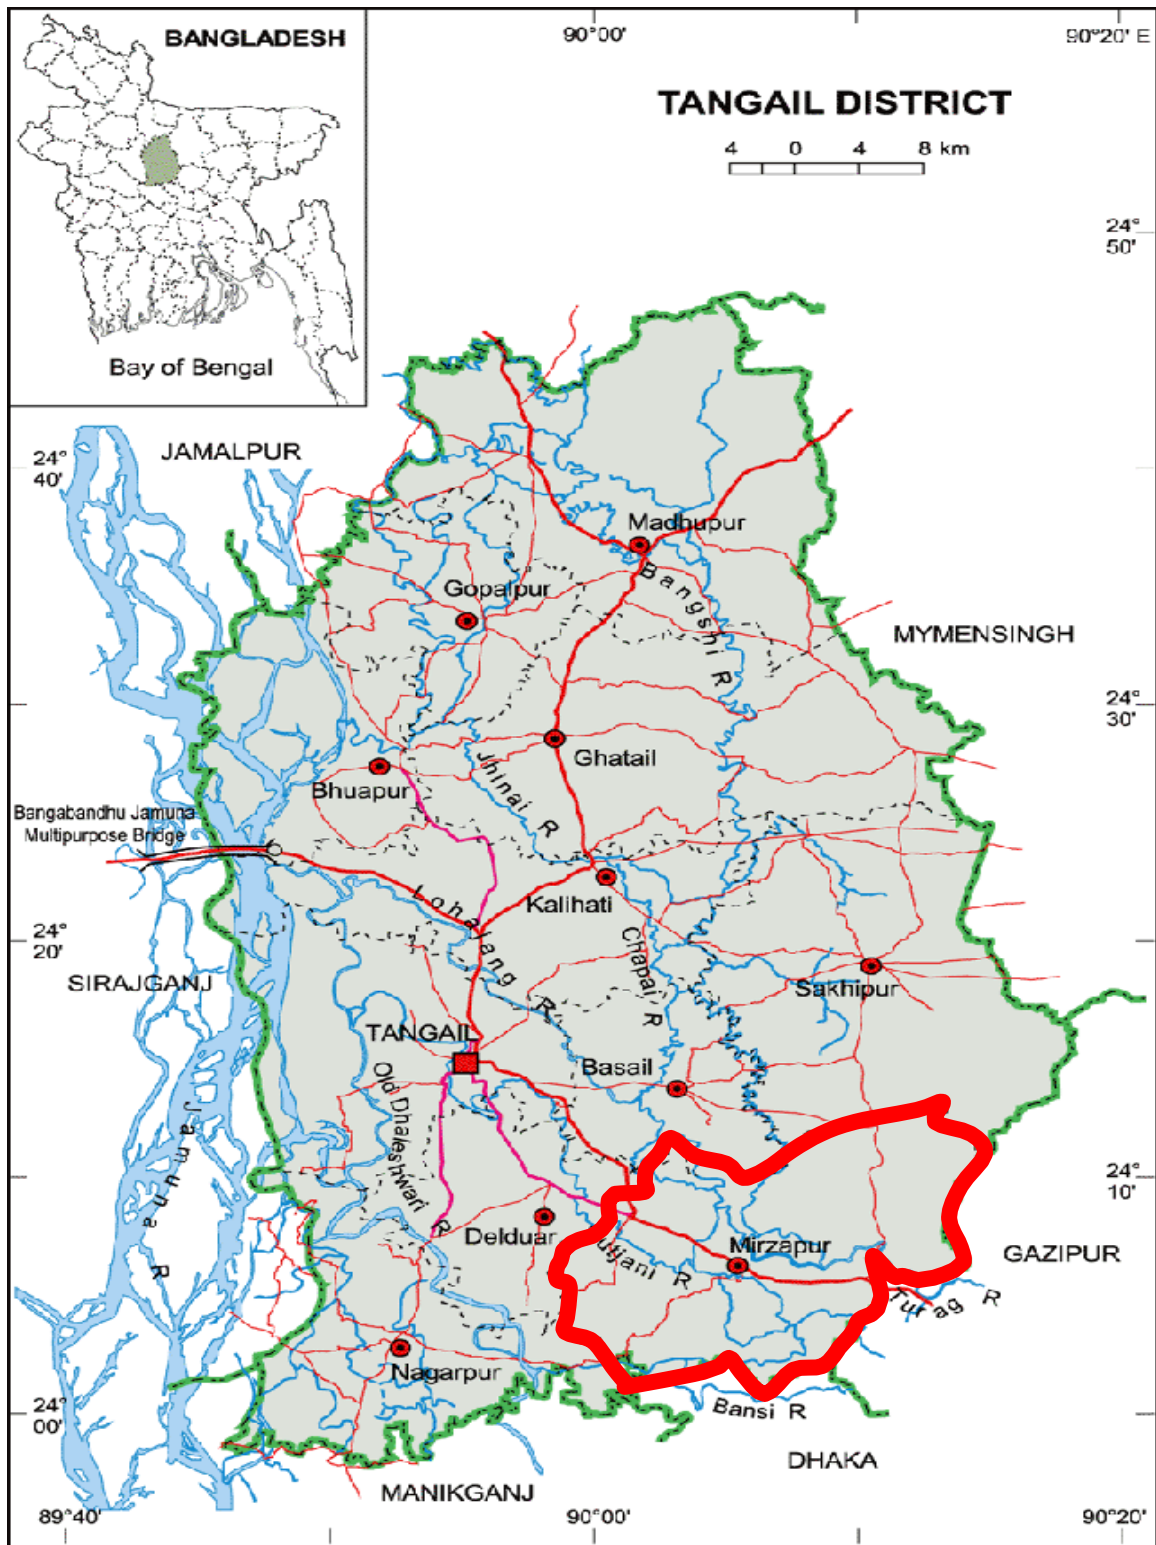 BANGLADESH
Bay of Bengal
90°00'
90°20' E
TANGAIL DISTRICT
4 0 4 8 km
24°
50'
JAMALPUR
24°
40'
Madhupur
Bangshi R
Gopalpur
MYMENSINGH
24°
30'
Ghatail
Jhinai R
Bhuapur
Bangabandhu Jamuna
Multipurpose Bridge
Kalihati
Lohajang R
Chapai R
24°
20'
SIRAJGANJ
Sakhipur
TANGAIL
Basail
Old Dhaleshwari R
Jamuna R
24°
10'
Delduar
Mirzapur
R
GAZIPUR
Turag R
Nagarpur
24°
00'
Bansi R
DHAKA
MANIKGANJ
89°40'
90°00'
90°20'